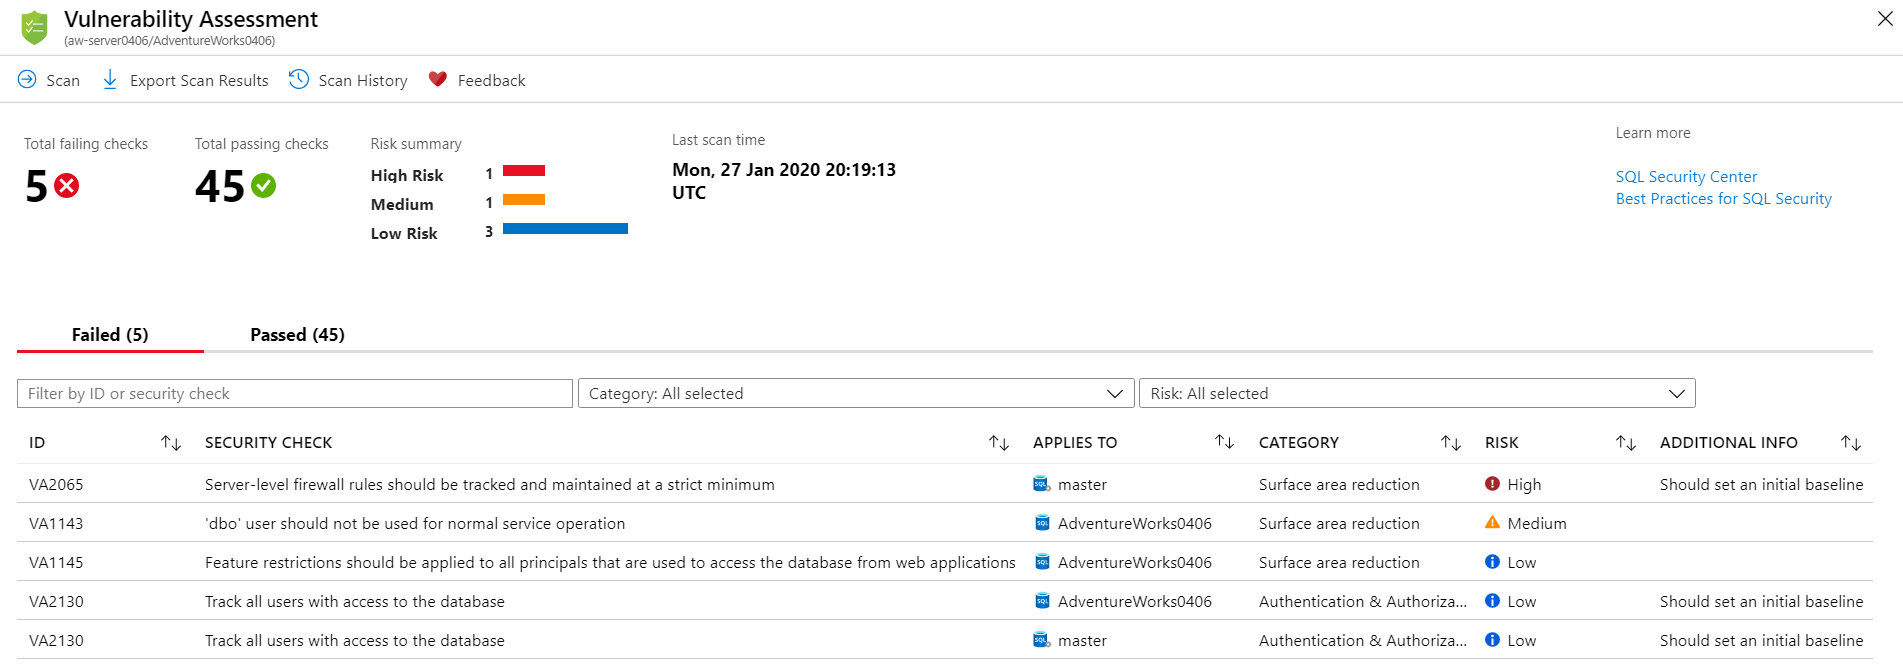 Vulnerability Assessment
(aw-server0406/AdventureWorks0406)
Scan Export Scan Results Scan History Feedback
Total failing checks
5
Total passing checks
45
Risk summary
High Risk 1
Medium 1
Low Risk 3
Last scan time
Mon, 27 Jan 2020 20:19:13
UTC
Learn more
SQL Security Center
Best Practices for SQL Security
Failed (5) Passed (45)
Filter by ID or security check Category: All selected Risk: All selected
ID SECURITY CHECK APPLIES TO CATEGORY RISK ADDITIONAL INFO
VA2065 Server-level firewall rules should be tracked and maintained at a strict minimum SQL master Surface area reduction High Should set an initial baseline
VA1143 'dbo' user should not be used for normal service operation SQL AdventureWorks0406 Surface area reduction Medium
VA1145 Feature restrictions should be applied to all principals that are used to access the database from web applications SQL AdventureWorks0406 Surface area reduction Low
VA2130 Track all users with access to the database SQL AdventureWorks0406 Authentication & Authoriza... Low Should set an initial baseline
VA2130 Track all users with access to the database SQL master Authentication & Authoriza... Low Should set an initial baseline